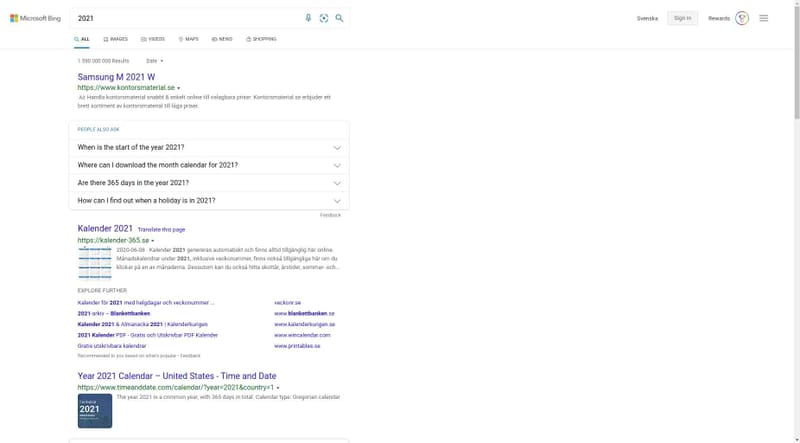 Microsoft Bing
2021
Svenska
Sign in
Rewards
ALL
IMAGES
VIDEOS
MAPS
NEWS
SHOPPING
Date
Samsung M 2021 W
https://www.kontorsmaterial.se
Ad Handla kontorsmaterial snabbt & enkelt online till oslagbara priser. Kontorsmaterial.se erbjuder ett
brett sortiment av kontorsmaterial till låga priser.
PEOPLE ALSO ASK
When is the start of the year 2021?
Where can I download the month calendar for 2021?
Are there 365 days in the year 2021?
How can I find out when a holiday is in 2021?
Feedback
Kalender 2021 Translate this page
https://kalender-365.se
2020-06-08 · Kalender 2021 genereras automatiskt och finns alltid tillgänglig här online.
Månadskalendrar under 2021, inklusive veckonummer, finns också tillgängliga här om du
klickar på en av månaderna. Dessutom kan du också hitta skottår, årstider, sommar- och...
EXPLORE FURTHER
Kalender för 2021 med helgdagar och veckonummer ...
veckonr.se
2021-arkiv – Blankettbanken
www.blankettbanken.se
Kalender 2021 & Almanacka 2021 | Kalenderkungen
www.kalenderkungen.se
2021 Kalender PDF - Gratis och Utskrivbar PDF Kalender
www.wincalendar.com
Gratis utskrivbara kalendrar
www.printables.se
Recommended to you based on what's popular • Feedback
Year 2021 Calendar – United States - Time and Date
https://www.timeanddate.com/calendar/?year=2021&country=1
2021
The year 2021 is a common year, with 365 days in total. Calendar type: Gregorian calendar